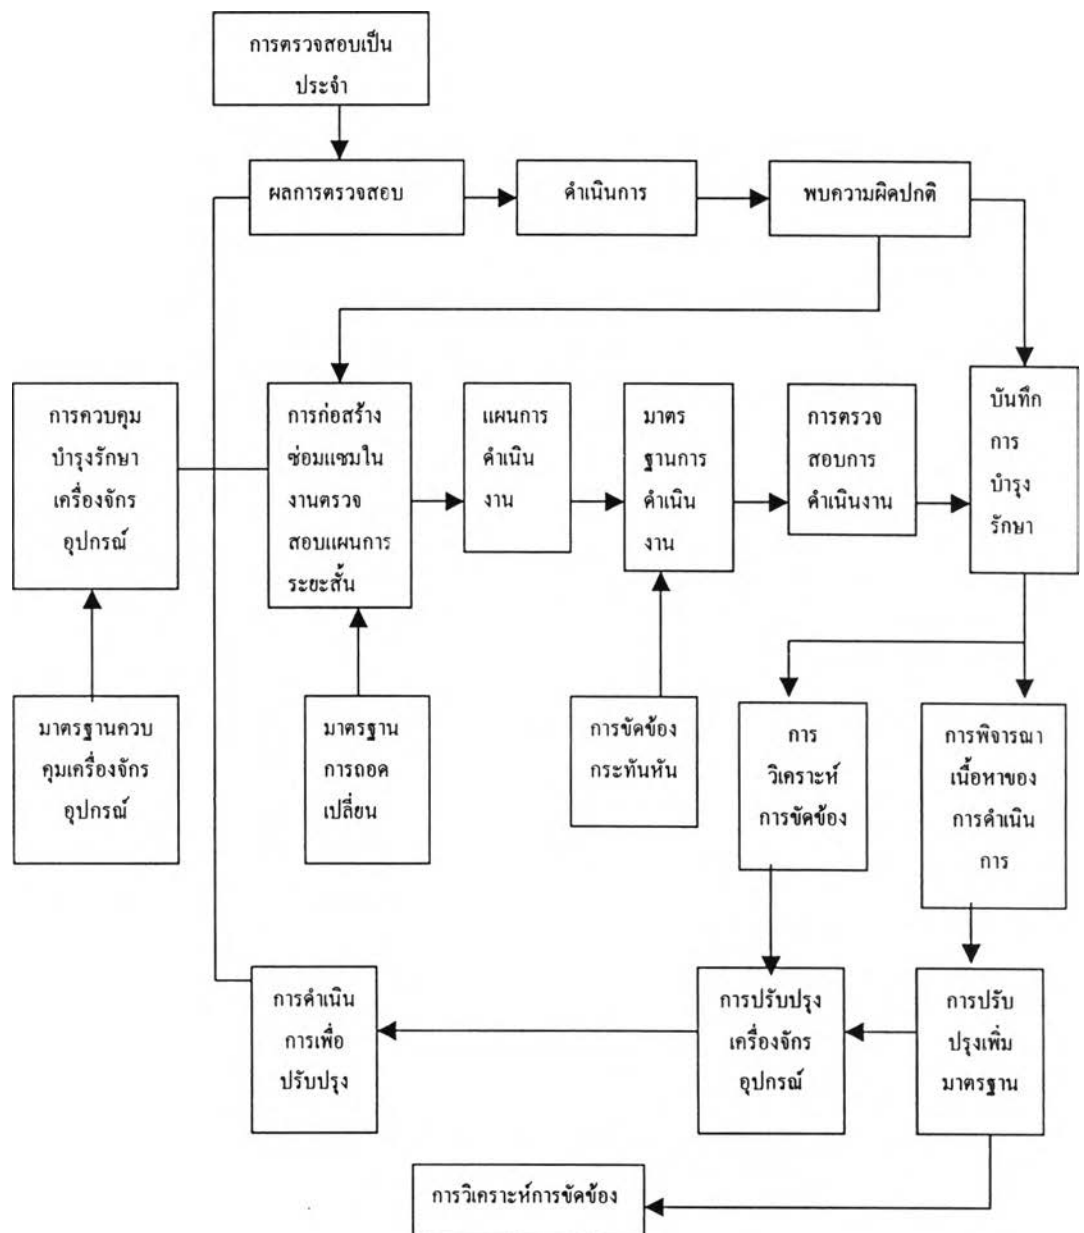 การตรวจสอบเป็น
ประจำ
ผลการตรวจสอบ
ดำเนินการ
พบความผิดปกติ
การควบคุม
บำรุงรักษา
เครื่องจักร
อุปกรณ์
การก่อสร้าง
ซ่อมแซมใน
งานตรวจ
สอบแผนการ
ระยะสั้น
แผนการ
ดำเนิน
งาน
มาตร
ฐานการ
ดำเนิน
งาน
การตรวจ
สอบการ
ดำเนินงาน
บันทึก
การ
บำรุง
รักษา
มาตรฐานควบ
คุมเครื่องจักร
อุปกรณ์
มาตรฐาน
การถอด
เปลี่ยน
การขัดข้อง
กระทันหัน
การ
วิเคราะห์
การขัดข้อง
การพิจารณา
เนื้อหาของ
การดำเนิน
การ
การดำเนิน
การเพื่อ
ปรับปรุง
การปรับปรุง
เครื่องจักร
อุปกรณ์
การปรับ
ปรุงเพิ่ม
มาตรฐาน
การวิเคราะห์การขัดข้อง